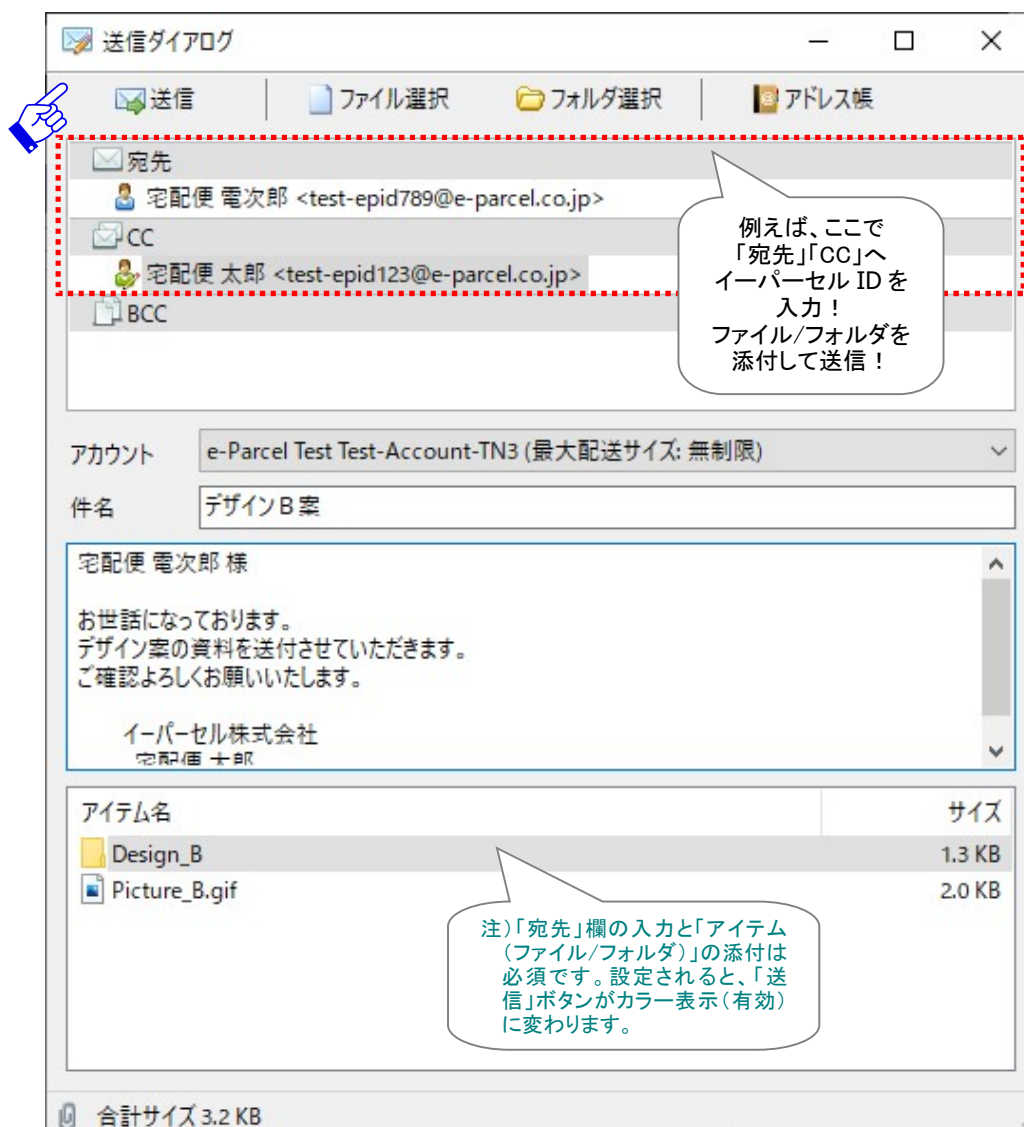 送信ダイアログ
送信 ファイル選択 フォルダ選択 アドレス帳
宛先
宅配便 電次郎 <test-epid789@e-parcel.co.jp>
CC
宅配便 太郎 <test-epid123@e-parcel.co.jp>
BCC
例えば、ここで
「宛先」「CC」へ
イーパーセル ID を
入力！
ファイル/フォルダを
添付して送信！
アカウント e-Parcel Test Test-Account-TN3 (最大配送サイズ: 無制限)
件名 デザインB案
宅配便 電次郎 様
お世話になっております。
デザイン案の資料を送付させていただきます。
ご確認よろしくお願いいたします。
イーパーセル株式会社
宅配便 太郎
アイテム名 サイズ
Design_B 1.3 KB
Picture_B.gif 2.0 KB
注）「宛先」欄の入力と「アイテム
（ファイル/フォルダ）」の添付は
必須です。設定されると、「送
信」ボタンがカラー表示（有効）
に変わります。
合計サイズ 3.2 KB